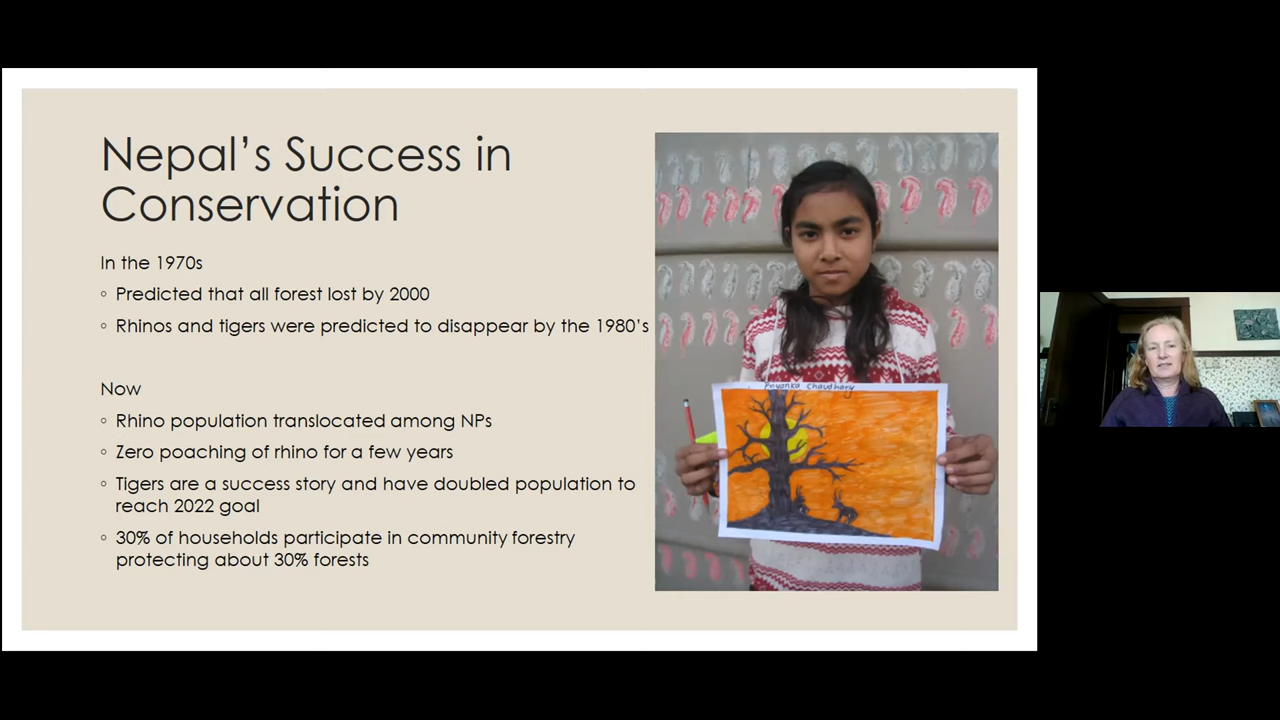 Nepal's Success in
Conservation
In the 1970s
◦ Predicted that all forest lost by 2000
◦ Rhinos and tigers were predicted to disappear by the 1980's
Now
◦ Rhino population translocated among NPs
◦ Zero poaching of rhino for a few years
◦ Tigers are a success story and have doubled population to
reach 2022 goal
◦ 30% of households participate in community forestry
protecting about 30% forests
Priyanka Chaudhary